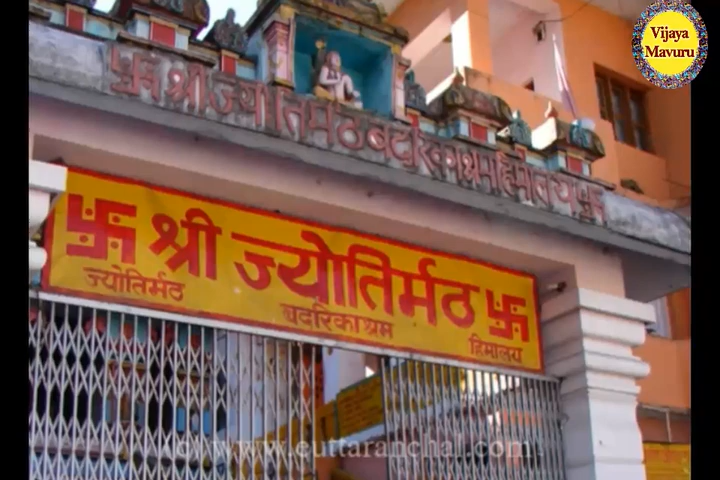 Vijaya
Mavuru
卐 श्री ज्योतिर्मठ बदरिकाश्रम हिमालय 卐
卐 श्री ज्योतिर्मठ 卐
ज्योतिर्मठ बदरिकाश्रम हिमालय
(c) www.euttaranchal.com